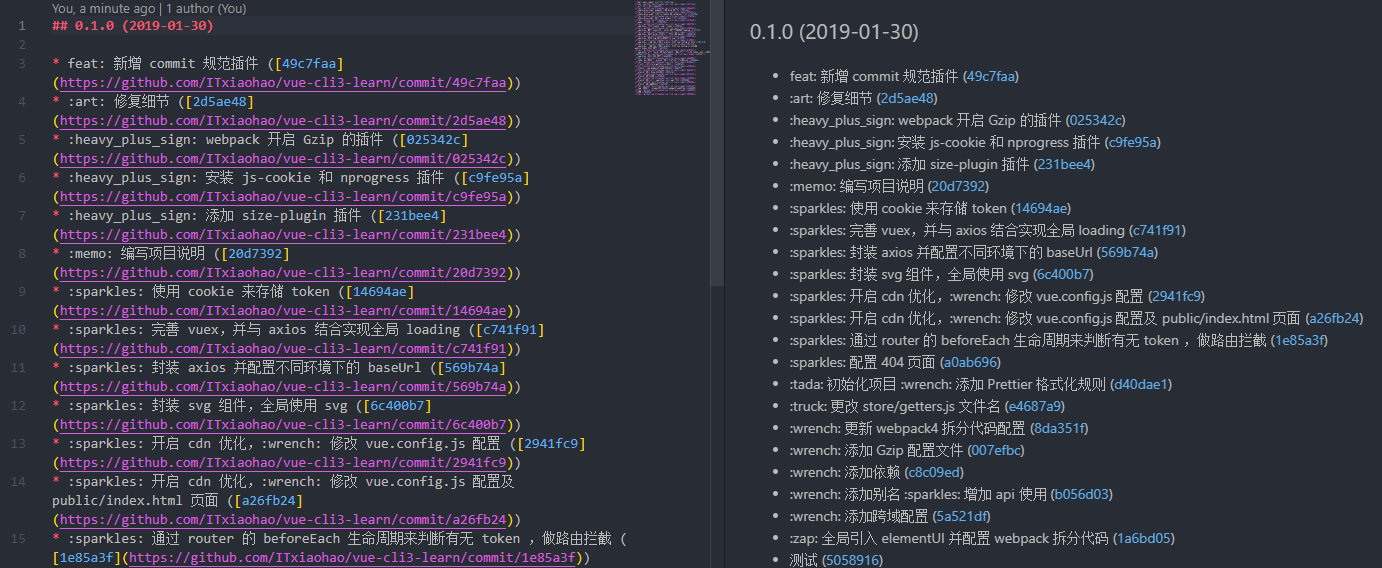 You, a minute ago | 1 author (You)
1 ## 0.1.0 (2019-01-30)
2
3 * feat: 新增 commit 规范插件 ([49c7faa]
(https://github.com/ITxiaohao/vue-cli3-learn/commit/49c7faa))
4 * :art: 修复细节 ([2d5ae48]
(https://github.com/ITxiaohao/vue-cli3-learn/commit/2d5ae48))
5 * :heavy_plus_sign: webpack 开启 Gzip 的插件 ([025342c]
(https://github.com/ITxiaohao/vue-cli3-learn/commit/025342c))
6 * :heavy_plus_sign: 安装 js-cookie 和 nprogress 插件 ([c9fe95a]
(https://github.com/ITxiaohao/vue-cli3-learn/commit/c9fe95a))
7 * :heavy_plus_sign: 添加 size-plugin 插件 ([231bee4]
(https://github.com/ITxiaohao/vue-cli3-learn/commit/231bee4))
8 * :memo: 编写项目说明 ([20d7392]
(https://github.com/ITxiaohao/vue-cli3-learn/commit/20d7392))
9 * :sparkles: 使用 cookie 来存储 token ([14694ae]
(https://github.com/ITxiaohao/vue-cli3-learn/commit/14694ae))
10 * :sparkles: 完善 vuex，并与 axios 结合实现全局 loading ([c741f91]
(https://github.com/ITxiaohao/vue-cli3-learn/commit/c741f91))
11 * :sparkles: 封装 axios 并配置不同环境下的 baseUrl ([569b74a]
(https://github.com/ITxiaohao/vue-cli3-learn/commit/569b74a))
12 * :sparkles: 封装 svg 组件，全局使用 svg ([6c400b7]
(https://github.com/ITxiaohao/vue-cli3-learn/commit/6c400b7))
13 * :sparkles: 开启 cdn 优化，:wrench: 修改 vue.config.js 配置 ([2941fc9]
(https://github.com/ITxiaohao/vue-cli3-learn/commit/2941fc9))
14 * :sparkles: 开启 cdn 优化，:wrench: 修改 vue.config.js 配置及
public/index.html 页面 ([a26fb24]
(https://github.com/ITxiaohao/vue-cli3-learn/commit/a26fb24))
15 * :sparkles: 通过 router 的 beforeEach 生命周期来判断有无 token ，做路由拦截 (
[1e85a3f](https://github.com/ITxiaohao/vue-cli3-learn/commit/1e85a3f))
0.1.0 (2019-01-30)
• feat: 新增 commit 规范插件 (49c7faa)
• :art: 修复细节 (2d5ae48)
• :heavy_plus_sign: webpack 开启 Gzip 的插件 (025342c)
• :heavy_plus_sign: 安装 js-cookie 和 nprogress 插件 (c9fe95a)
• :heavy_plus_sign: 添加 size-plugin 插件 (231bee4)
• :memo: 编写项目说明 (20d7392)
• :sparkles: 使用 cookie 来存储 token (14694ae)
• :sparkles: 完善 vuex，并与 axios 结合实现全局 loading (c741f91)
• :sparkles: 封装 axios 并配置不同环境下的 baseUrl (569b74a)
• :sparkles: 封装 svg 组件，全局使用 svg (6c400b7)
• :sparkles: 开启 cdn 优化，:wrench: 修改 vue.config.js 配置 (2941fc9)
• :sparkles: 开启 cdn 优化，:wrench: 修改 vue.config.js 配置及 public/index.html 页面 (a26fb24)
• :sparkles: 通过 router 的 beforeEach 生命周期来判断有无 token ，做路由拦截 (1e85a3f)
• :sparkles: 配置 404 页面 (a0ab696)
• :tada: 初始化项目 :wrench: 添加 Prettier 格式化规则 (d40dae1)
• :truck: 更改 store/getters.js 文件名 (e4687a9)
• :wrench: 更新 webpack4 拆分代码配置 (8da351f)
• :wrench: 添加 Gzip 配置文件 (007efbc)
• :wrench: 添加依赖 (c8c09ed)
• :wrench: 添加别名 :sparkles: 增加 api 使用 (b056d03)
• :wrench: 添加跨域配置 (5a521df)
• :zap: 全局引入 elementUI 并配置 webpack 拆分代码 (1a6bd05)
• 测试 (5058916)